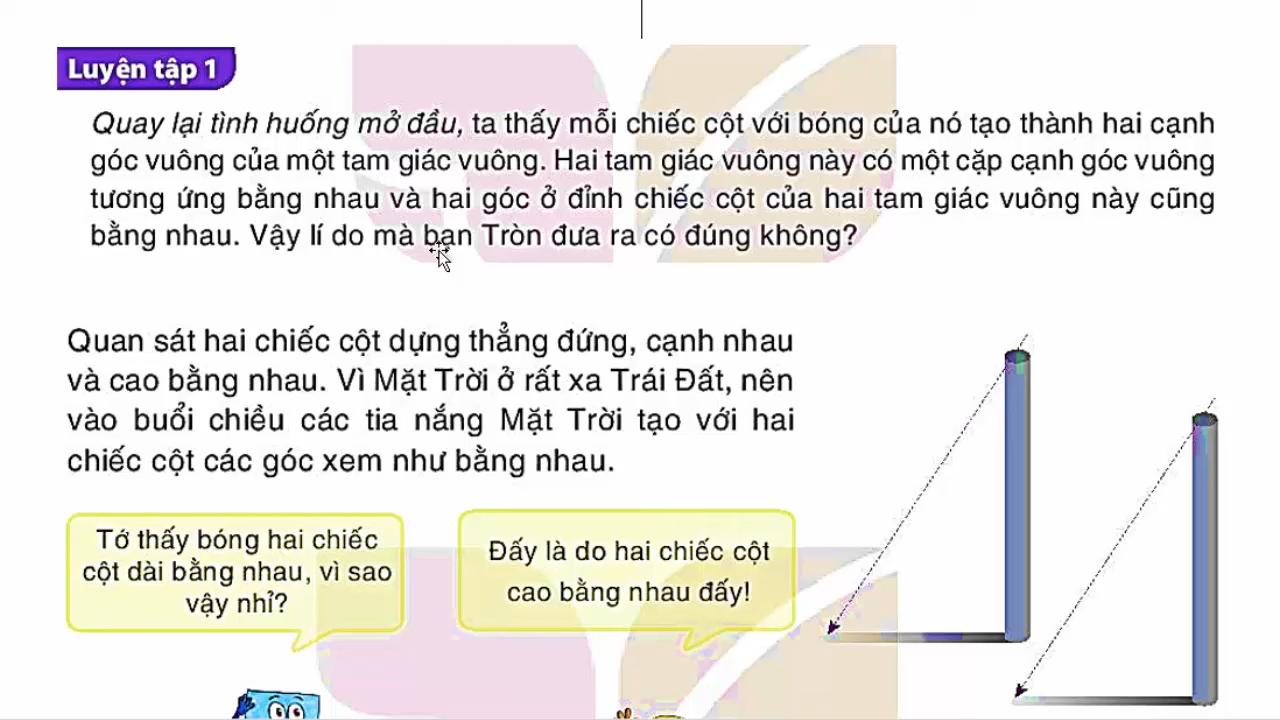 Luyện tập 1
Quay lại tình huống mở đầu, ta thấy mỗi chiếc cột với bóng của nó tạo thành hai cạnh
góc vuông của một tam giác vuông. Hai tam giác vuông này có một cặp cạnh góc vuông
tương ứng bằng nhau và hai góc ở đỉnh chiếc cột của hai tam giác vuông này cũng
bằng nhau. Vậy lí do mà bạn Tròn đưa ra có đúng không?
Quan sát hai chiếc cột dựng thẳng đứng, cạnh nhau
và cao bằng nhau. Vì Mặt Trời ở rất xa Trái Đất, nên
vào buổi chiều các tia nắng Mặt Trời tạo với hai
chiếc cột các góc xem như bằng nhau.
Tớ thấy bóng hai chiếc
cột dài bằng nhau, vì sao
vậy nhỉ?
Đấy là do hai chiếc cột
cao bằng nhau đấy!